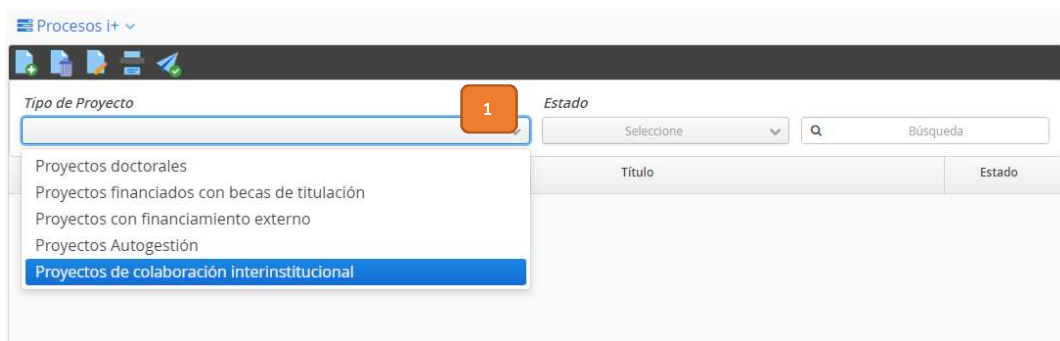 Procesos i+
Tipo de Proyecto
1
Estado
Seleccione
Búsqueda
Proyectos doctorales
Proyectos financiados con becas de titulación
Proyectos con financiamiento externo
Proyectos Autogestión
Proyectos de colaboración interinstitucional
Título
Estado